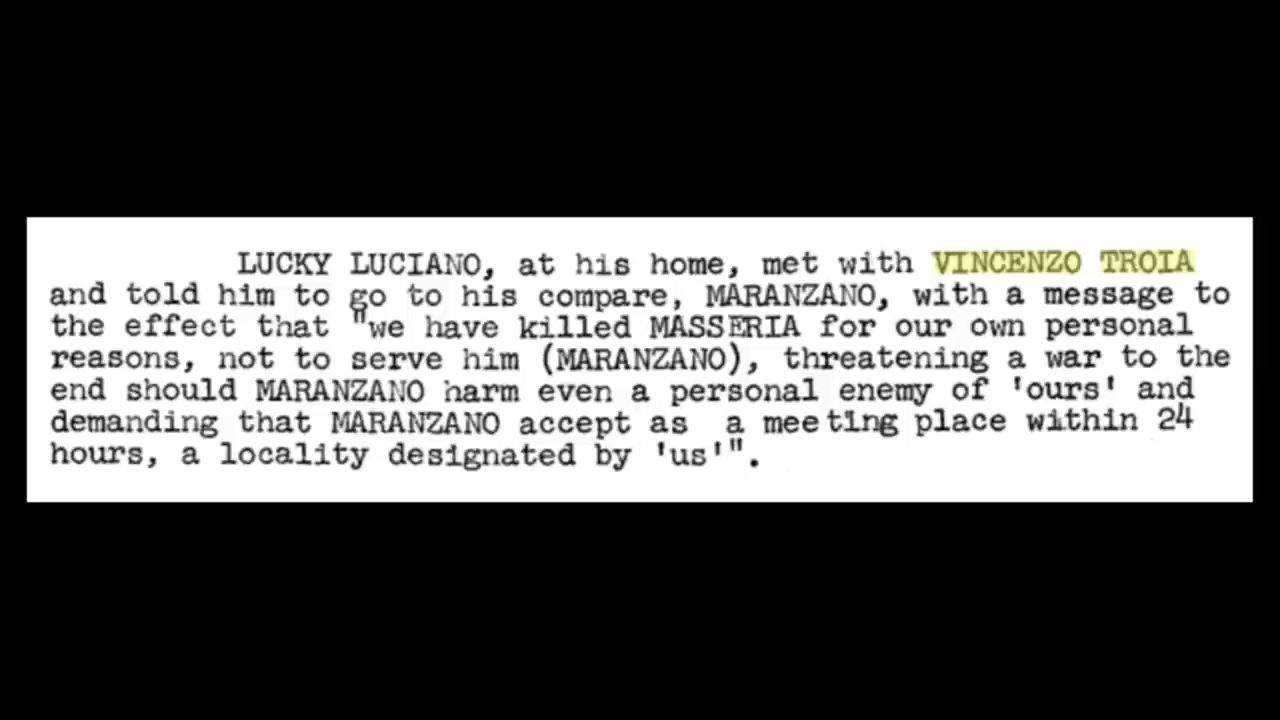 LUCKY LUCIANO, at his home, met with VINCENZO TROIA
and told him to go to his compare, MARANZANO, with a message to
the effect that "we have killed MASSERIA for our own personal
reasons, not to serve him (MARANZANO), threatening a war to the
end should MARANZANO harm even a personal enemy of 'ours' and
demanding that MARANZANO accept as a meeting place within 24
hours, a locality designated by 'us'".